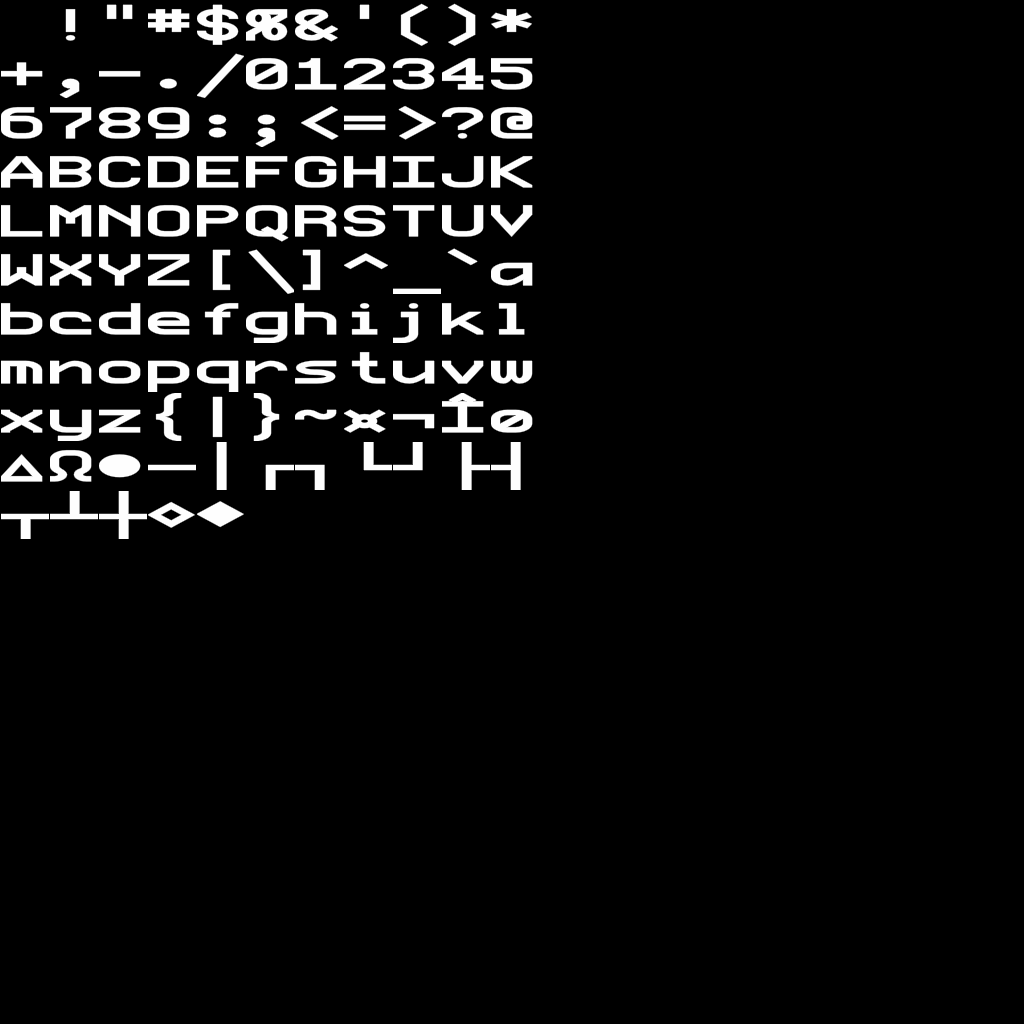 !"#$%&'()*
+,-./012345
6789:;<=>?@
ABCDEFGHIJK
LMNOPQRSTUV
WXYZ[\]^_`a
bcdefghijkl
mnopqrstuvw
xyz{|}~¤¬Îø
ΔΩ●─│┌┐└┘├┤
┬┴┼◊◆